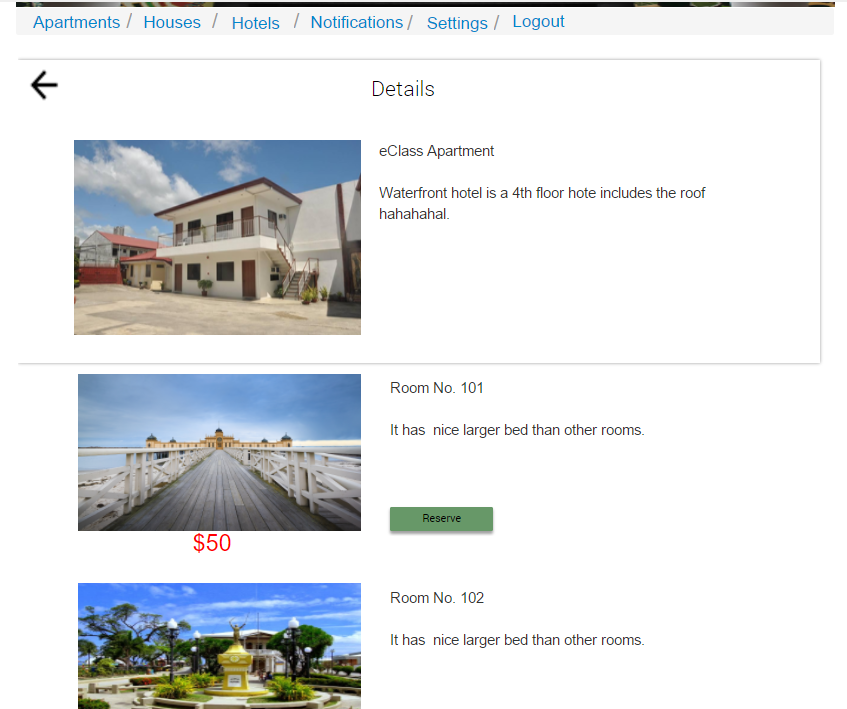 Apartments / Houses / Hotels / Notifications / Settings / Logout
Details
eClass Apartment
Waterfront hotel is a 4th floor hote includes the roof
hahahahal.
Room No. 101
It has  nice larger bed than other rooms.
Reserve
$50
Room No. 102
It has  nice larger bed than other rooms.